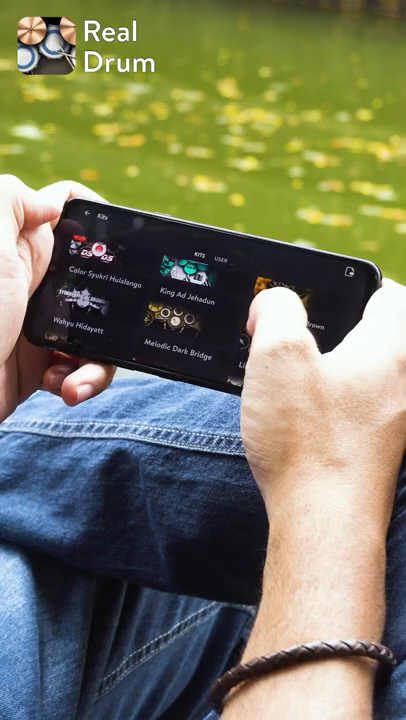 Real
Drum
Kits
KITS USER
Color Syukri Hulalango
King Ad Jehadun
Wahyu Hidayatt
Melodic Dark Bridge